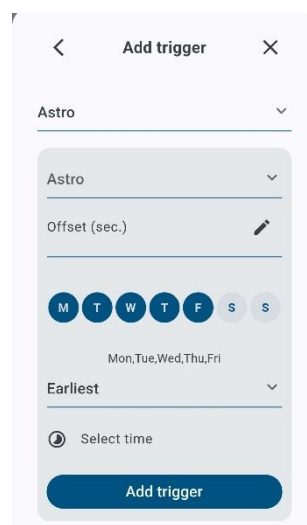 Add trigger
Astro
Astro
Offset (sec.)
M T W T F S S
Mon,Tue,Wed,Thu,Fri
Earliest
Select time
Add trigger